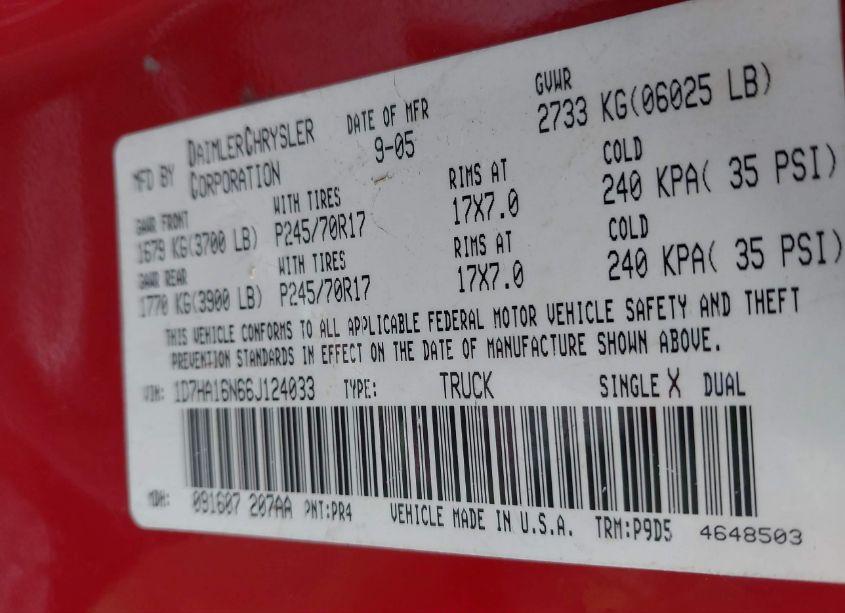 MFD BY DAIMLERCHRYSLER CORPORATION
DATE OF MFR 9-05
GVWR 2733 KG(06025 LB)
GAWR FRONT 1679 KG(3700 LB)
WITH TIRES P245/70R17
RIMS AT 17X7.0
COLD 240 KPA( 35 PSI)
GAWR REAR 1770 KG(3900 LB)
WITH TIRES P245/70R17
RIMS AT 17X7.0
COLD 240 KPA( 35 PSI)
THIS VEHICLE CONFORMS TO ALL APPLICABLE FEDERAL MOTOR VEHICLE SAFETY AND THEFT
PREVENTION STANDARDS IN EFFECT ON THE DATE OF MANUFACTURE SHOWN ABOVE.
VIN: 1D7HA16N66J124033 TYPE: TRUCK SINGLE X DUAL
MDH: 091607 207AA PNT:PR4 VEHICLE MADE IN U.S.A. TRM:P9D5 4648503